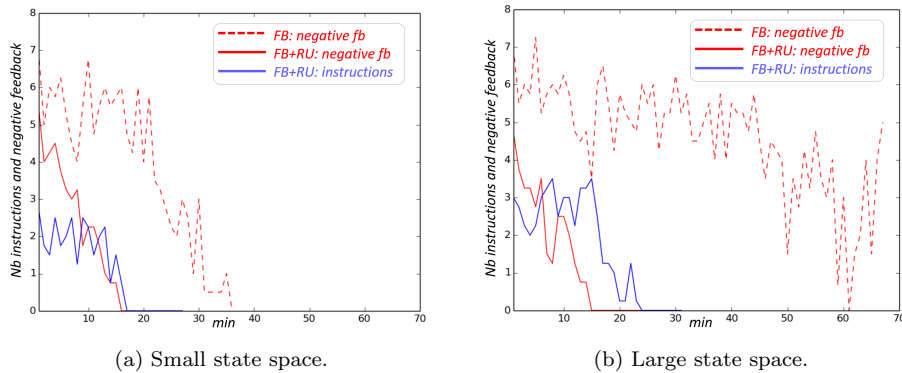 8
7
6
5
4
3
2
1
0
Nb instructions and negative feedback
FB: negative fb
FB+RU: negative fb
FB+RU: instructions
10
20
30
40
50
60
70
min
(a) Small state space.
8
7
6
5
4
3
2
1
0
Nb instructions and negative feedback
FB: negative fb
FB+RU: negative fb
FB+RU: instructions
10
20
30
40
50
60
70
min
(b) Large state space.